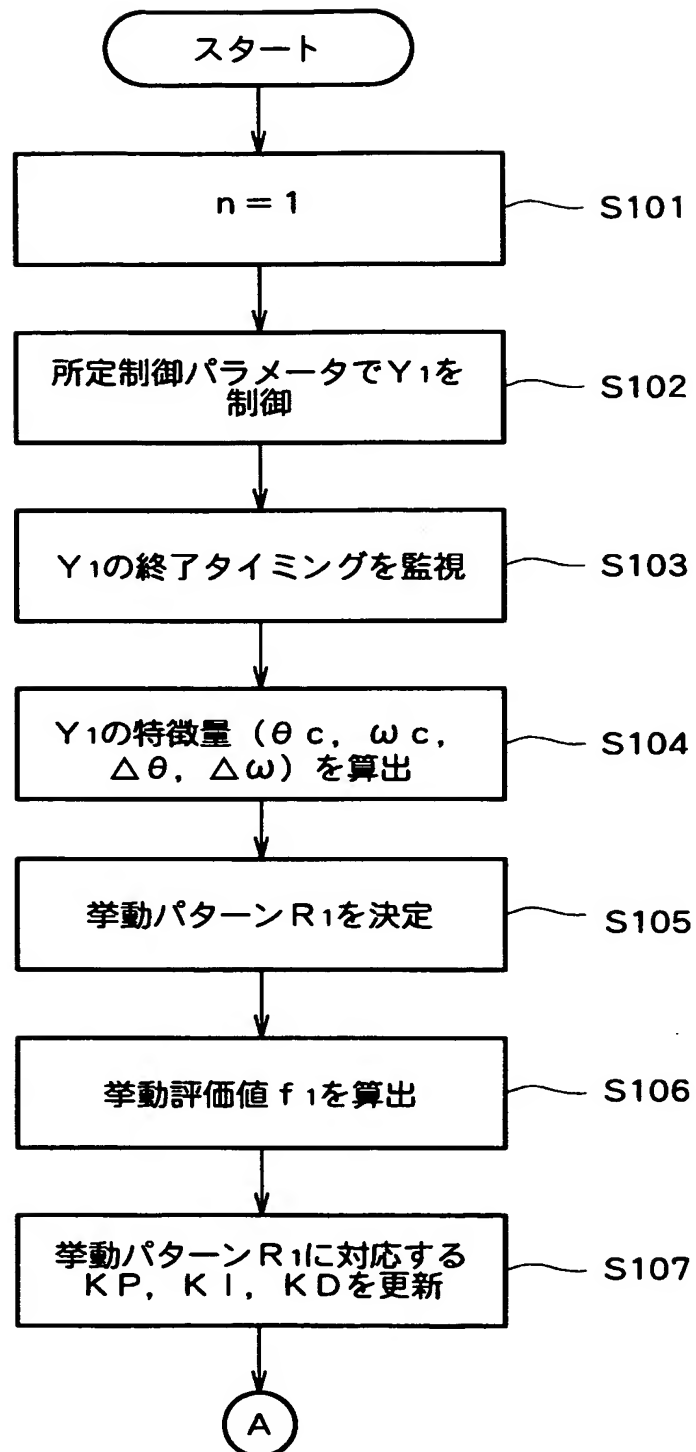 スタート
n = 1
S101
所定制御パラメータでY1を
制御
S102
Y1の終了タイミングを監視
S103
Y1の特徴量（θc，ωc，
△θ，△ω）を算出
S104
挙動パターンR1を決定
S105
挙動評価値f1を算出
S106
挙動パターンR1に対応する
KP，KI，KDを更新
S107
A